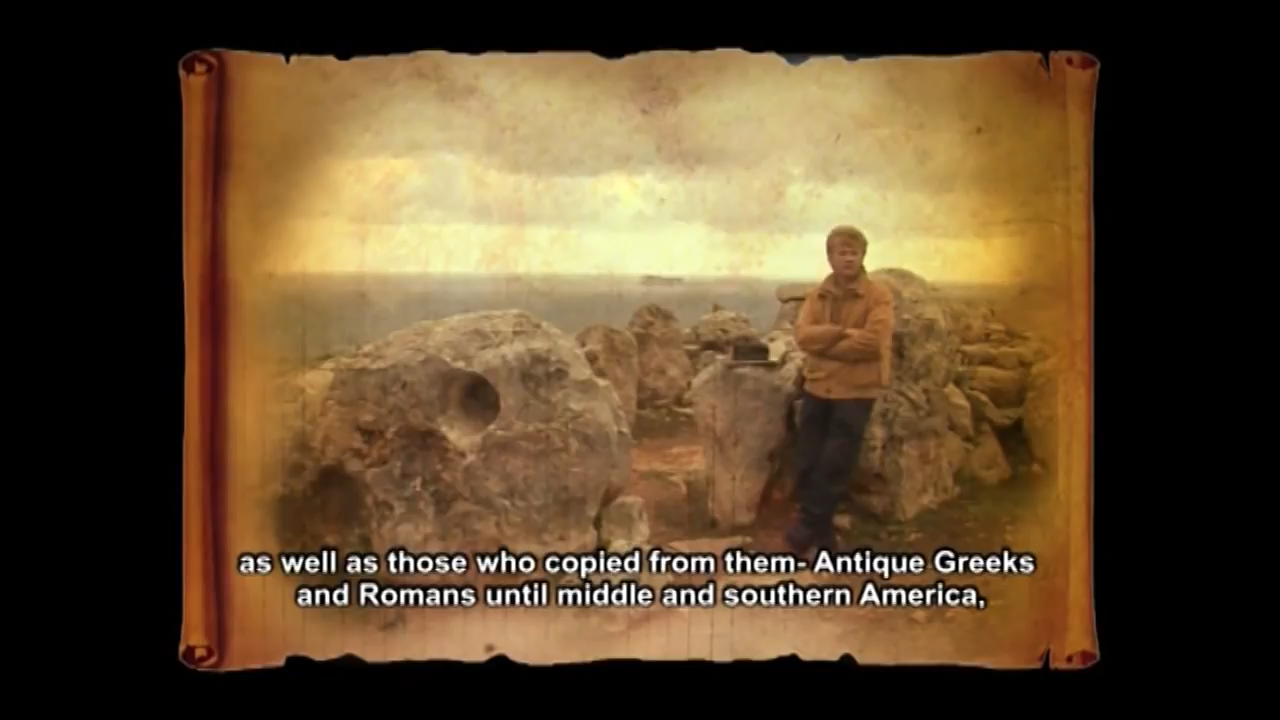 as well as those who copied from them- Antique Greeks
and Romans until middle and southern America,